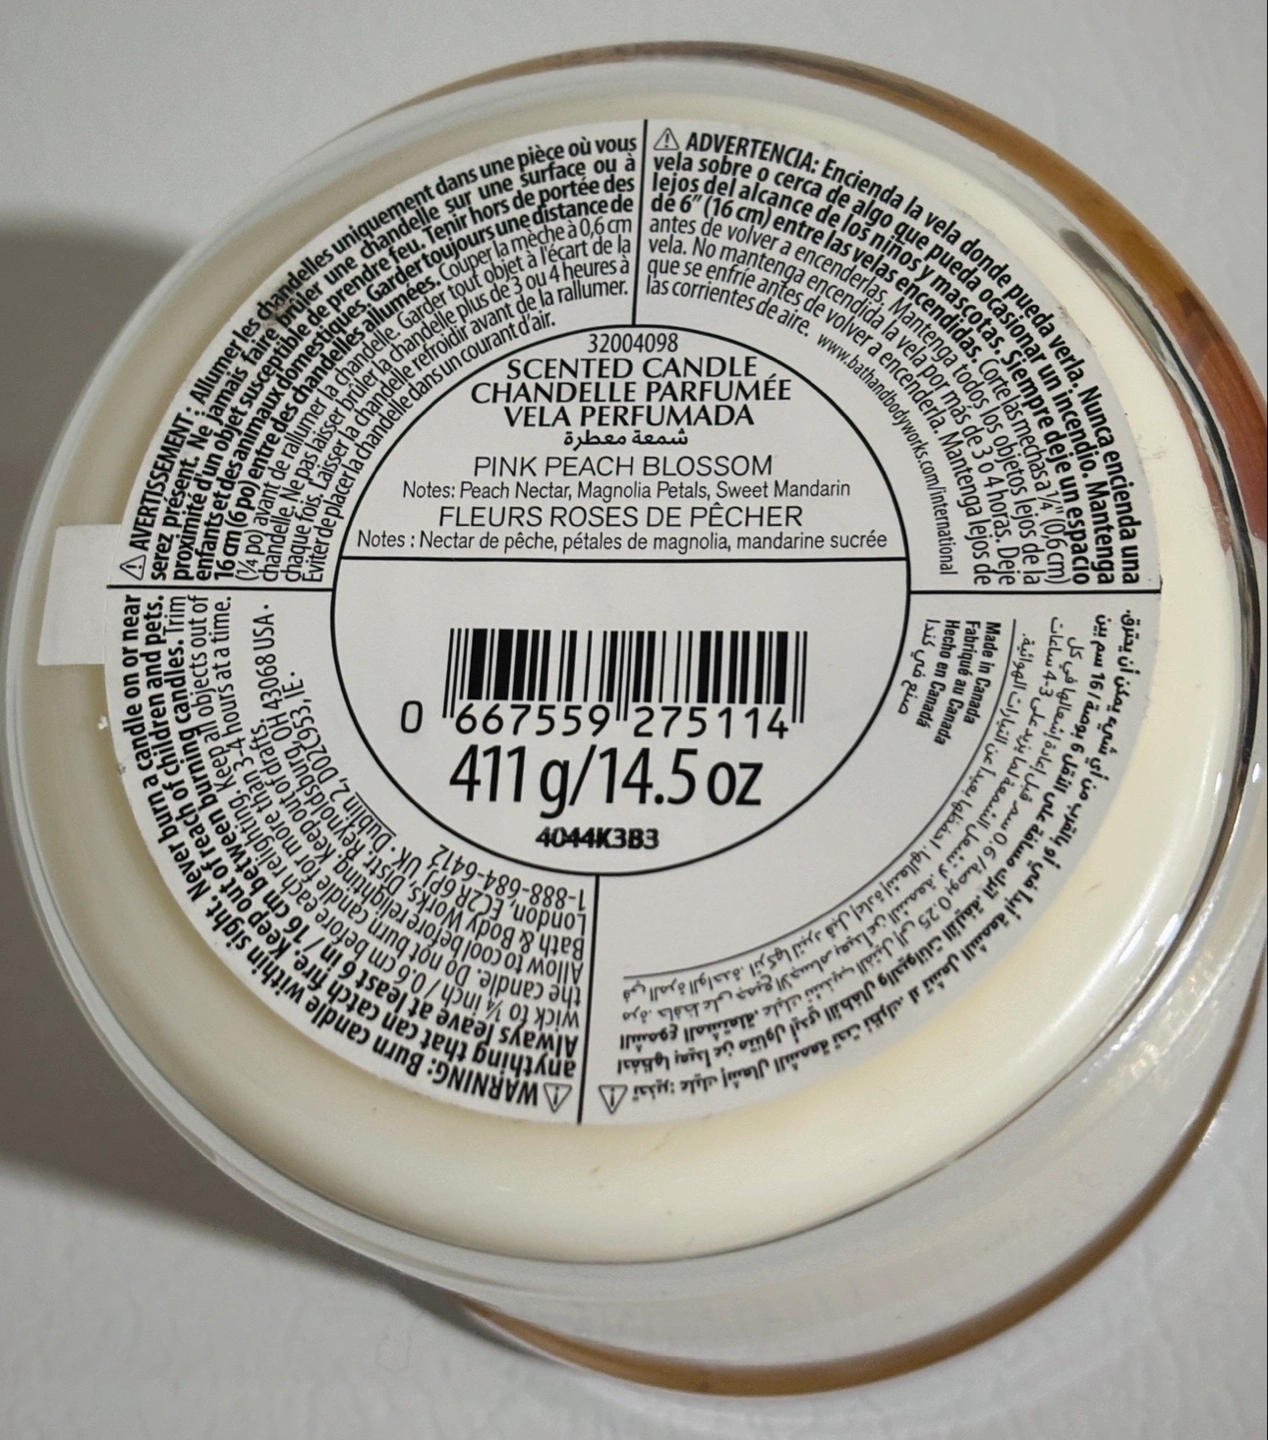 ⚠ AVERTISSEMENT : Allumer les chandelles uniquement dans une pièce où vous
serez présent. Ne jamais faire brûler une chandelle sur une surface ou à
proximité d'un objet susceptible de prendre feu. Tenir hors de portée des
enfants et des animaux domestiques. Garder toujours une distance de
16 cm (6 po) entre des chandelles allumées. Couper la mèche à 0,6 cm
(¼ po) avant de rallumer la chandelle. Garder tout objet à l'écart de la
chandelle. Ne pas laisser brûler la chandelle plus de 3 ou 4 heures à
chaque fois. Laisser la chandelle refroidir avant de la rallumer.
Éviter de placer la chandelle dans un courant d'air.
⚠ ADVERTENCIA: Encienda la vela donde pueda verla. Nunca encienda una
vela sobre o cerca de algo que pueda ocasionar un incendio. Mantenga
lejos del alcance de los niños y mascotas. Siempre deje un espacio
de 6" (16 cm) entre las velas encendidas. Corte las mechas a 1/4" (0,6 cm)
antes de volver a encenderlas. Mantenga todos los objetos lejos de la
vela. No mantenga encendida la vela por más de 3 o 4 horas. Deje
que se enfríe antes de volver a encenderla. Mantenga lejos de
las corrientes de aire. www.bathandbodyworks.com/international
32004098
SCENTED CANDLE
CHANDELLE PARFUMÉE
VELA PERFUMADA
شمعة معطرة
PINK PEACH BLOSSOM
Notes: Peach Nectar, Magnolia Petals, Sweet Mandarin
FLEURS ROSES DE PÊCHER
Notes : Nectar de pêche, pétales de magnolia, mandarine sucrée
0 667559 275114
411 g/14.5 oz
4044K3B3
Made in Canada
Fabriqué au Canada
Hecho en Canadá
صنع في كندا
⚠ WARNING: Burn candle within sight. Never burn a candle on or near
anything that can catch fire. Keep out of reach of children and pets.
Always leave at least 6 in / 16 cm between burning candles. Trim
wick to ¼ inch / 0.6 cm before each relighting. Keep all objects out of
the candle. Do not burn candle for more than 3-4 hours at a time.
Allow to cool before relighting. Keep out of drafts.
Bath & Body Works, Distr. Reynoldsburg, OH 43068 USA •
London, EC2R 6PJ, UK • Dublin 2, D02C953, IE •
1-888-684-6412